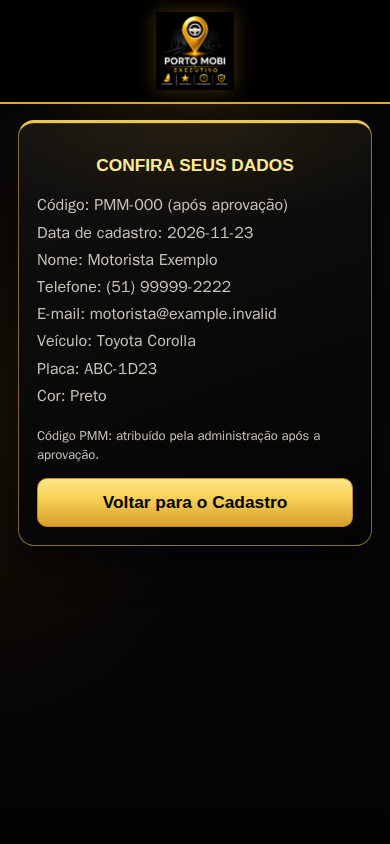 PORTO MOBI
EXECUTIVO
CONFIRA SEUS DADOS
Código: PMM-000 (após aprovação)
Data de cadastro: 2026-11-23
Nome: Motorista Exemplo
Telefone: (51) 99999-2222
E-mail: motorista@example.invalid
Veículo: Toyota Corolla
Placa: ABC-1D23
Cor: Preto
Código PMM: atribuído pela administração após a
aprovação.
Voltar para o Cadastro